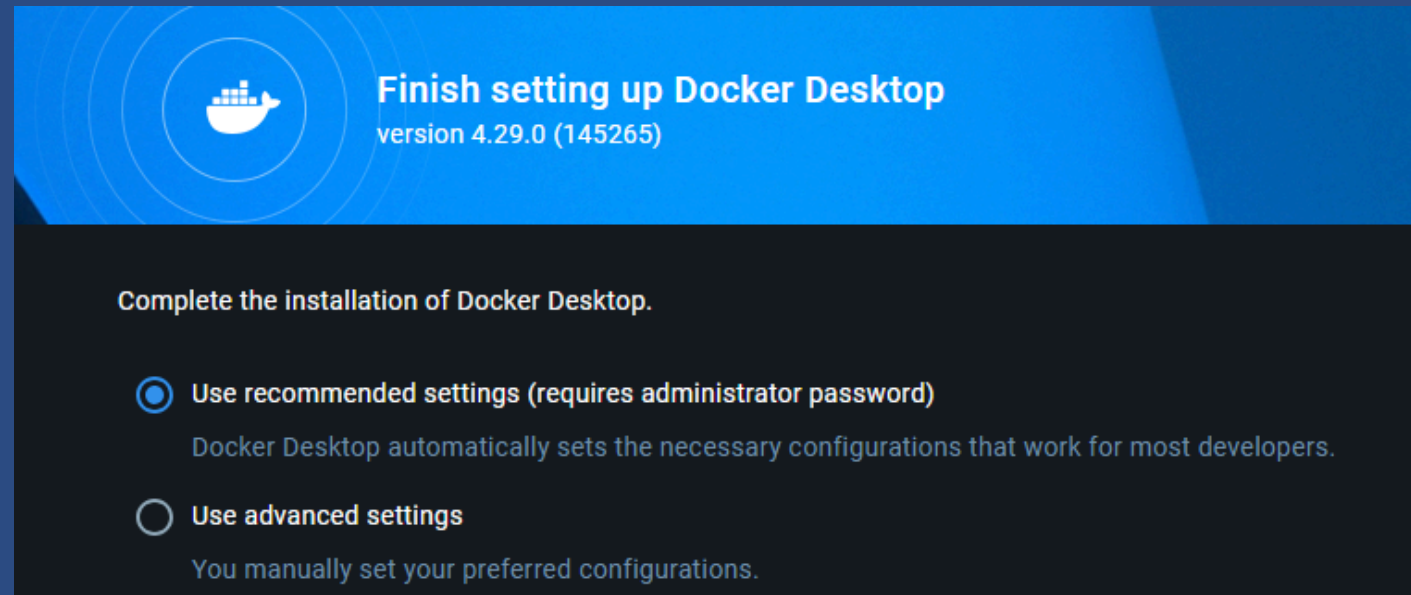 Finish setting up Docker Desktop
version 4.29.0 (145265)
Complete the installation of Docker Desktop.
Use recommended settings (requires administrator password)
Docker Desktop automatically sets the necessary configurations that work for most developers.
Use advanced settings
You manually set your preferred configurations.